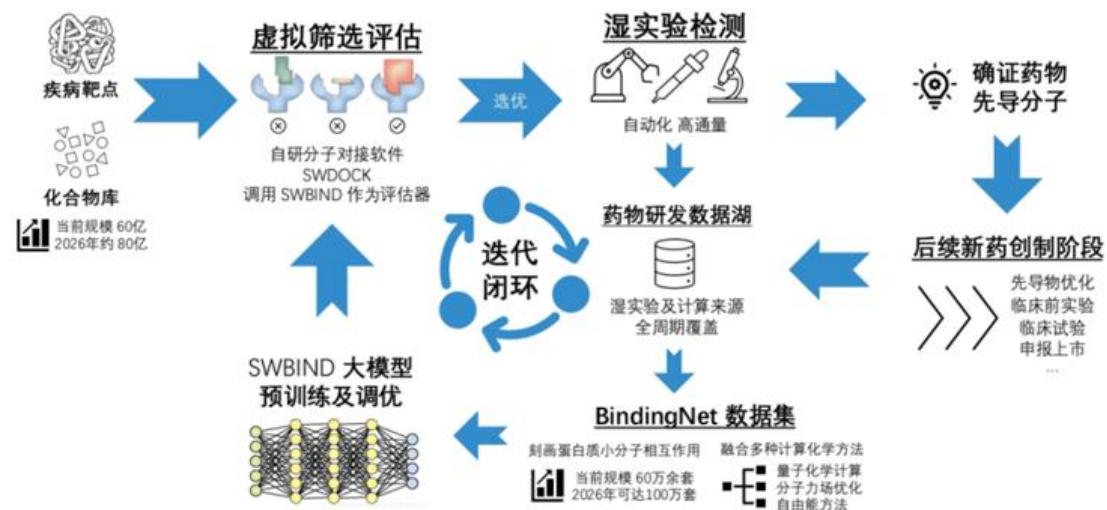 疾病靶点
化合物库
当前规模 60亿
2026年约 80亿
虚拟筛选评估
自研分子对接软件
SWDOCK
调用 SWBIND 作为评估器
选优
湿实验检测
自动化 高通量
确证药物
先导分子
后续新药创制阶段
先导物优化
临床前实验
临床试验
申报上市
...
药物研发数据湖
湿实验及计算来源
全周期覆盖
迭代
闭环
BindingNet 数据集
刻画蛋白质小分子相互作用
当前规模 60万余套
2026年可达100万套
融合多种计算化学方法
量子化学计算
分子力场优化
自由能方法
SWBIND 大模型
预训练及调优